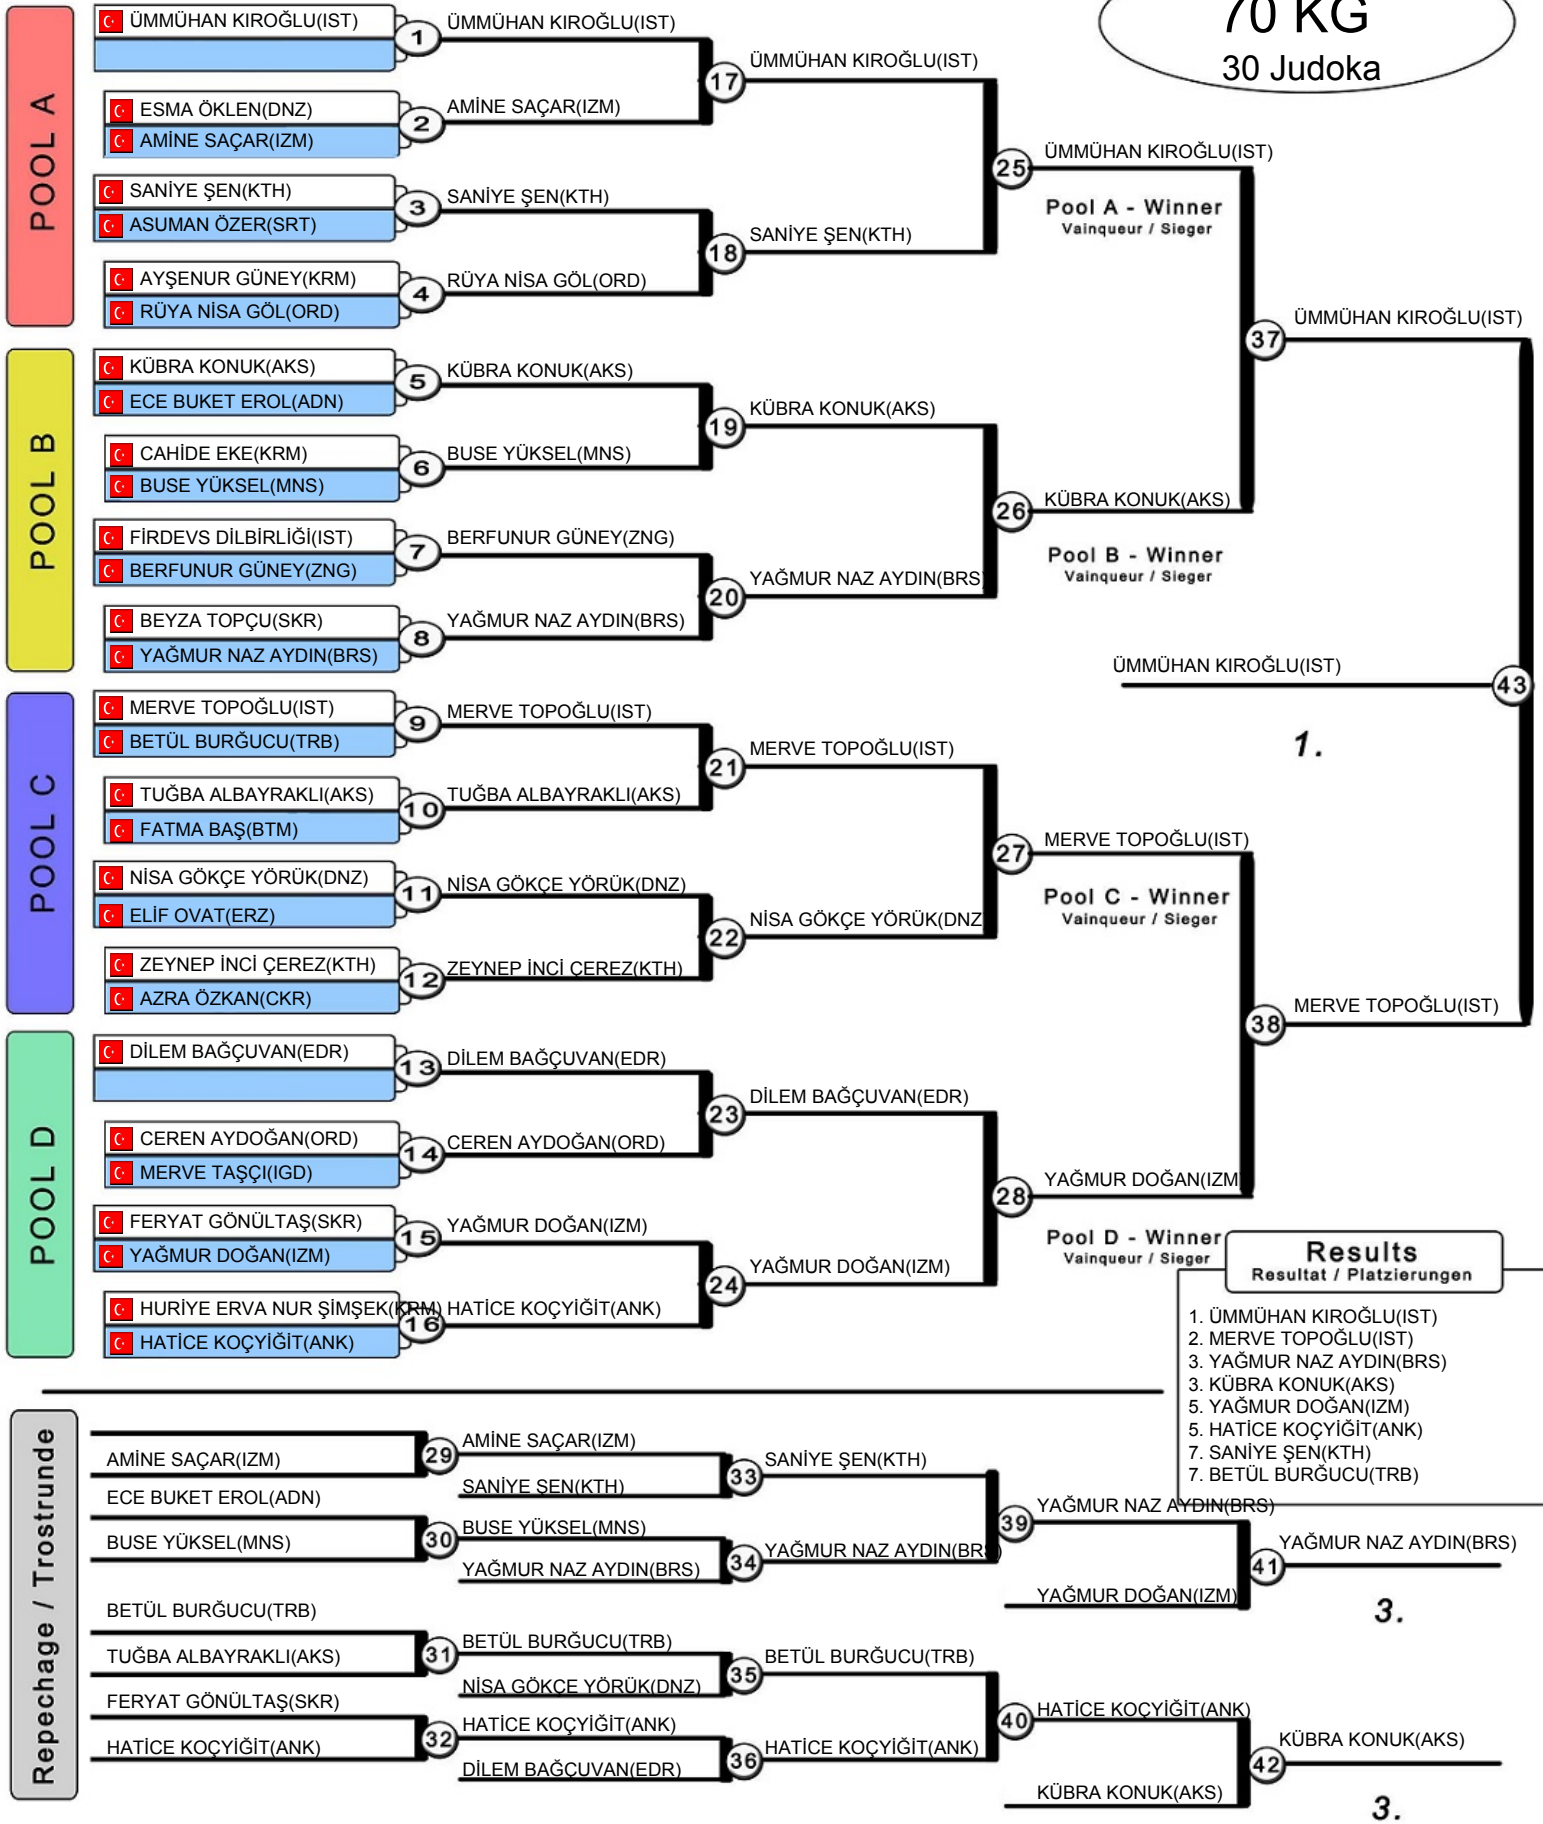 70 KG
30 Judoka
POOL A
ÜMMÜHAN KIROĞLU(IST)
1
ÜMMÜHAN KIROĞLU(IST)
ESMA ÖKLEN(DNZ)
AMİNE SAÇAR(IZM)
2
AMİNE SAÇAR(IZM)
SANİYE ŞEN(KTH)
ASUMAN ÖZER(SRT)
3
SANİYE ŞEN(KTH)
AYŞENUR GÜNEY(KRM)
RÜYA NİSA GÖL(ORD)
4
RÜYA NİSA GÖL(ORD)
17
ÜMMÜHAN KIROĞLU(IST)
18
SANİYE ŞEN(KTH)
25
ÜMMÜHAN KIROĞLU(IST)
Pool A - Winner
Vainqueur / Sieger
POOL B
KÜBRA KONUK(AKS)
ECE BUKET EROL(ADN)
5
KÜBRA KONUK(AKS)
CAHİDE EKE(KRM)
BUSE YÜKSEL(MNS)
6
BUSE YÜKSEL(MNS)
FİRDEVS DİLBİRLİĞİ(IST)
BERFUNUR GÜNEY(ZNG)
7
BERFUNUR GÜNEY(ZNG)
BEYZA TOPÇU(SKR)
YAĞMUR NAZ AYDIN(BRS)
8
YAĞMUR NAZ AYDIN(BRS)
19
KÜBRA KONUK(AKS)
20
YAĞMUR NAZ AYDIN(BRS)
26
KÜBRA KONUK(AKS)
Pool B - Winner
Vainqueur / Sieger
37
ÜMMÜHAN KIROĞLU(IST)
ÜMMÜHAN KIROĞLU(IST)
43
1.
POOL C
MERVE TOPOĞLU(IST)
BETÜL BURĞUCU(TRB)
9
MERVE TOPOĞLU(IST)
TUĞBA ALBAYRAKLI(AKS)
FATMA BAŞ(BTM)
10
TUĞBA ALBAYRAKLI(AKS)
NİSA GÖKÇE YÖRÜK(DNZ)
ELİF OVAT(ERZ)
11
NİSA GÖKÇE YÖRÜK(DNZ)
ZEYNEP İNCİ ÇEREZ(KTH)
AZRA ÖZKAN(CKR)
12
ZEYNEP İNCİ ÇEREZ(KTH)
21
MERVE TOPOĞLU(IST)
22
NİSA GÖKÇE YÖRÜK(DNZ
27
MERVE TOPOĞLU(IST)
Pool C - Winner
Vainqueur / Sieger
POOL D
DİLEM BAĞÇUVAN(EDR)
13
DİLEM BAĞÇUVAN(EDR)
CEREN AYDOĞAN(ORD)
MERVE TAŞÇI(IGD)
14
CEREN AYDOĞAN(ORD)
FERYAT GÖNÜLTAŞ(SKR)
YAĞMUR DOĞAN(IZM)
15
YAĞMUR DOĞAN(IZM)
HURİYE ERVA NUR ŞİMŞEK(KRM)
HATİCE KOÇYİĞİT(ANK)
16
HATİCE KOÇYİĞİT(ANK)
23
DİLEM BAĞÇUVAN(EDR)
24
YAĞMUR DOĞAN(IZM)
28
YAĞMUR DOĞAN(IZM
Pool D - Winner
Vainqueur / Sieger
38
MERVE TOPOĞLU(IST)
Results
Resultat / Platzierungen
1. ÜMMÜHAN KIROĞLU(IST)
2. MERVE TOPOĞLU(IST)
3. YAĞMUR NAZ AYDIN(BRS)
3. KÜBRA KONUK(AKS)
5. YAĞMUR DOĞAN(IZM)
5. HATİCE KOÇYİĞİT(ANK)
7. SANİYE ŞEN(KTH)
7. BETÜL BURĞUCU(TRB)
Repechage / Trostrunde
AMİNE SAÇAR(IZM)
29
AMİNE SAÇAR(IZM)
SANİYE ŞEN(KTH)
33
SANİYE ŞEN(KTH)
ECE BUKET EROL(ADN)
BUSE YÜKSEL(MNS)
30
BUSE YÜKSEL(MNS)
YAĞMUR NAZ AYDIN(BRS)
34
YAĞMUR NAZ AYDIN(BRS)
39
YAĞMUR NAZ AYDIN(BRS)
YAĞMUR DOĞAN(IZM)
41
YAĞMUR NAZ AYDIN(BRS)
3.
BETÜL BURĞUCU(TRB)
TUĞBA ALBAYRAKLI(AKS)
31
BETÜL BURĞUCU(TRB)
NİSA GÖKÇE YÖRÜK(DNZ)
35
BETÜL BURĞUCU(TRB)
FERYAT GÖNÜLTAŞ(SKR)
HATİCE KOÇYİĞİT(ANK)
32
HATİCE KOÇYİĞİT(ANK)
DİLEM BAĞÇUVAN(EDR)
36
HATİCE KOÇYİĞİT(ANK)
40
HATİCE KOÇYİĞİT(ANK)
KÜBRA KONUK(AKS)
42
KÜBRA KONUK(AKS)
3.